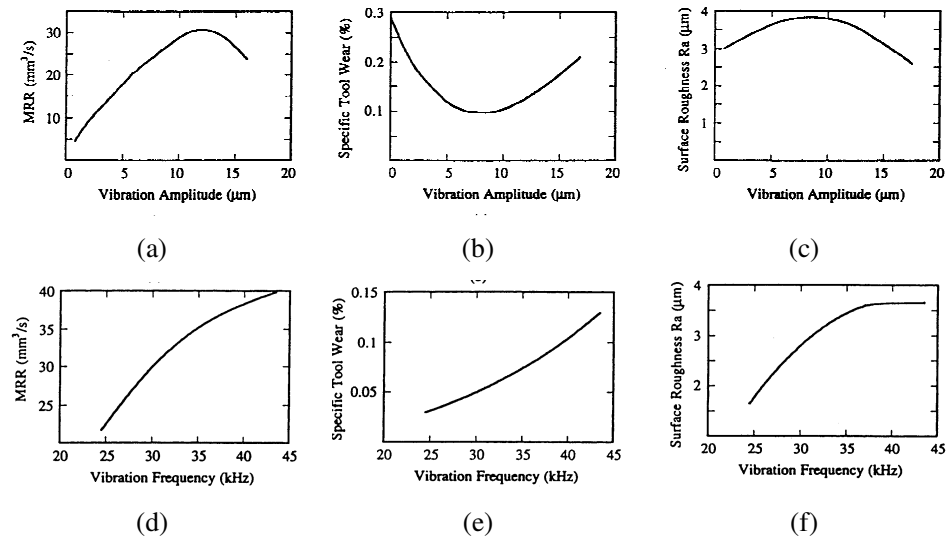 MRR (mm³/s)
30
20
10
0 5 10 15 20
Vibration Amplitude (μm)
(a)
Specific Tool Wear (%)
0.3
0.2
0.1
0 5 10 15 20
Vibration Amplitude (μm)
(b)
Surface Roughness Ra (μm)
4
3
2
1
0 5 10 15 20
Vibration Amplitude (μm)
(c)
MRR (mm³/s)
40
35
30
25
20 25 30 35 40 45
Vibration Frequency (kHz)
(d)
Specific Tool Wear (%)
0.15
0.1
0.05
20 25 30 35 40 45
Vibration Frequency (kHz)
(e)
Surface Roughness Ra (μm)
4
3
2
20 25 30 35 40 45
Vibration Frequency (kHz)
(f)